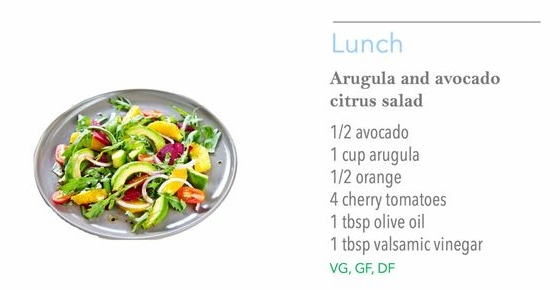 Lunch
Arugula and avocado
citrus salad
1/2 avocado
1 cup arugula
1/2 orange
4 cherry tomatoes
1 tbsp olive oil
1 tbsp valsamic vinegar
VG, GF, DF